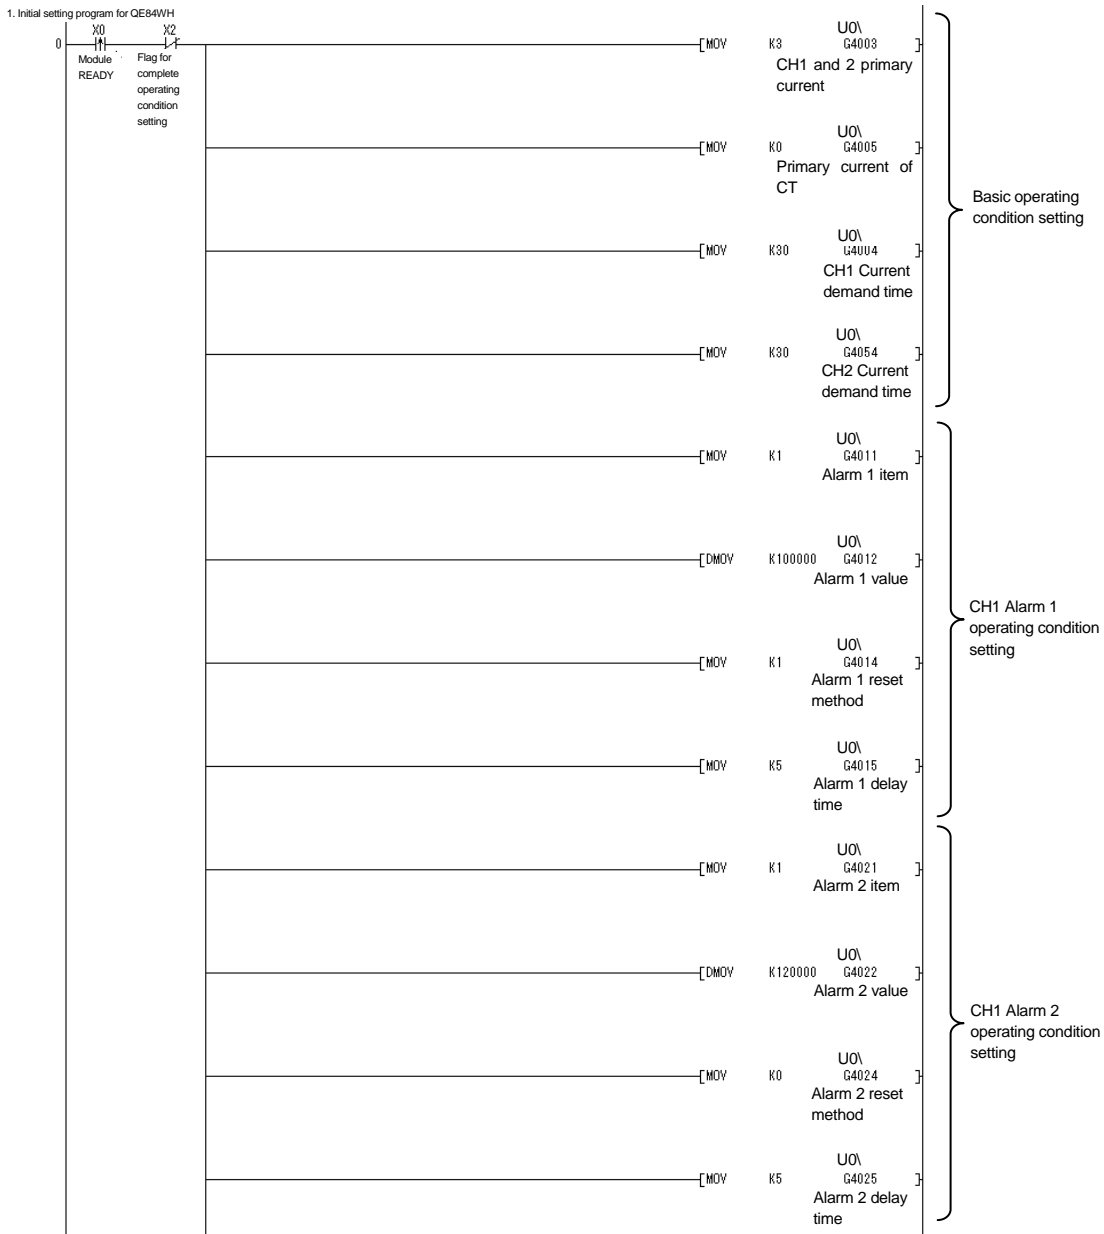 1. Initial setting program for QE84WH
X0 X2
0
Module
READY
Flag for
complete
operating
condition
setting
U0\
[MOV K3 G4003 ]
CH1 and 2 primary
current
U0\
[MOV K0 G4005 ]
Primary current of
CT
Basic operating
condition setting
U0\
[MOV K30 G4004 ]
CH1 Current
demand time
U0\
[MOV K30 G4054 ]
CH2 Current
demand time
U0\
[MOV K1 G4011 ]
Alarm 1 item
U0\
[DMOV K100000 G4012 ]
Alarm 1 value
CH1 Alarm 1
operating condition
setting
U0\
[MOV K1 G4014 ]
Alarm 1 reset
method
U0\
[MOV K5 G4015 ]
Alarm 1 delay
time
U0\
[MOV K1 G4021 ]
Alarm 2 item
U0\
[DMOV K120000 G4022 ]
Alarm 2 value
CH1 Alarm 2
operating condition
setting
U0\
[MOV K0 G4024 ]
Alarm 2 reset
method
U0\
[MOV K5 G4025 ]
Alarm 2 delay
time